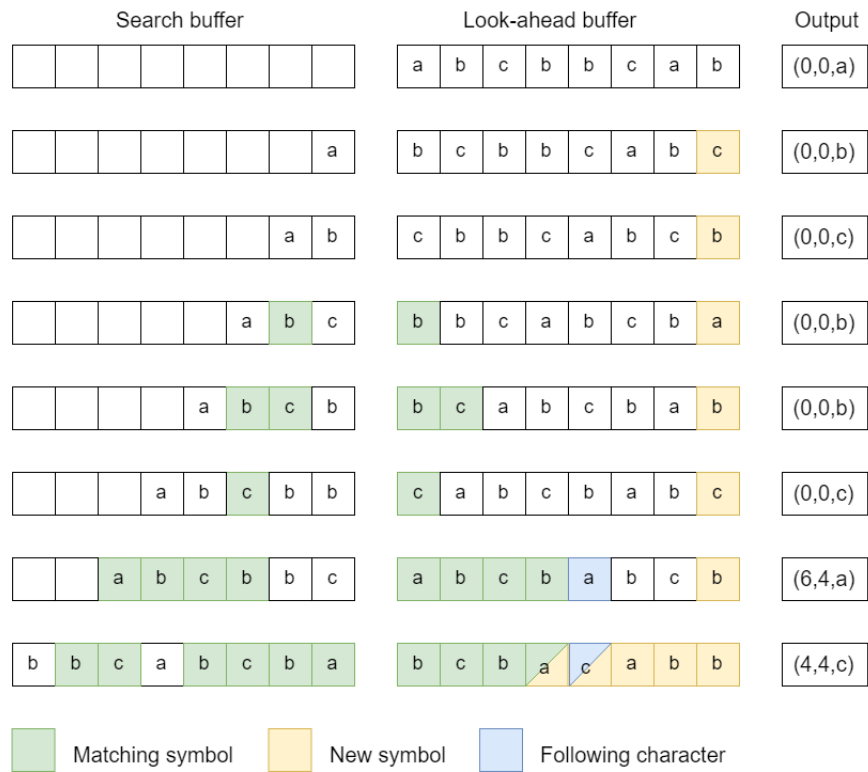 Search buffer Look-ahead buffer Output
a b c b b c a b (0,0,a)
a b c b b c a b c (0,0,b)
a b c b b c a b c b (0,0,c)
a b c b b c a b c b a (0,0,b)
a b c b b c a b c b a b (0,0,b)
a b c b b c a b c b a b c (0,0,c)
a b c b b c a b c b a b c b (6,4,a)
b b c a b c b a b c b a c a b b (4,4,c)
Matching symbol New symbol Following character